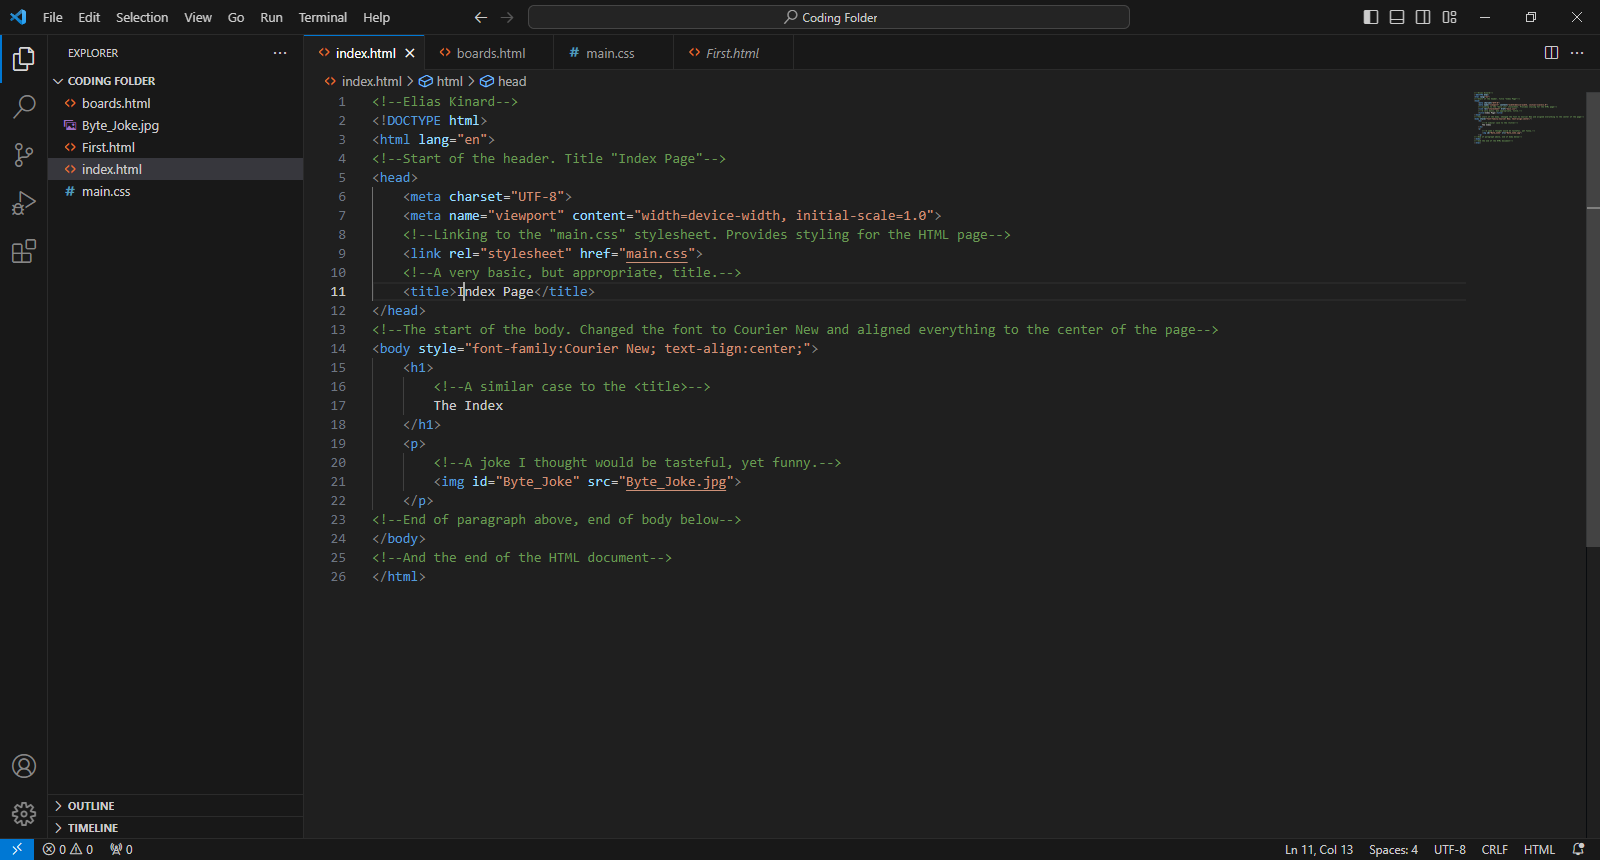 File Edit Selection View Go Run Terminal Help
Coding Folder
EXPLORER
CODING FOLDER
boards.html
Byte_Joke.jpg
First.html
index.html
main.css
OUTLINE
TIMELINE
index.html boards.html main.css First.html
index.html > html > head
1 <!--Elias Kinard-->
2 <!DOCTYPE html>
3 <html lang="en">
4 <!--Start of the header. Title "Index Page"-->
5 <head>
6 <meta charset="UTF-8">
7 <meta name="viewport" content="width=device-width, initial-scale=1.0">
8 <!--Linking to the "main.css" stylesheet. Provides styling for the HTML page-->
9 <link rel="stylesheet" href="main.css">
10 <!--A very basic, but appropriate, title.-->
11 <title>Index Page</title>
12 </head>
13 <!--The start of the body. Changed the font to Courier New and aligned everything to the center of the page-->
14 <body style="font-family:Courier New; text-align:center;">
15 <h1>
16 <!--A similar case to the <title>-->
17 The Index
18 </h1>
19 <p>
20 <!--A joke I thought would be tasteful, yet funny.-->
21 <img id="Byte_Joke" src="Byte_Joke.jpg">
22 </p>
23 <!--End of paragraph above, end of body below-->
24 </body>
25 <!--And the end of the HTML document-->
26 </html>
0 0 0
Ln 11, Col 13 Spaces: 4 UTF-8 CRLF HTML